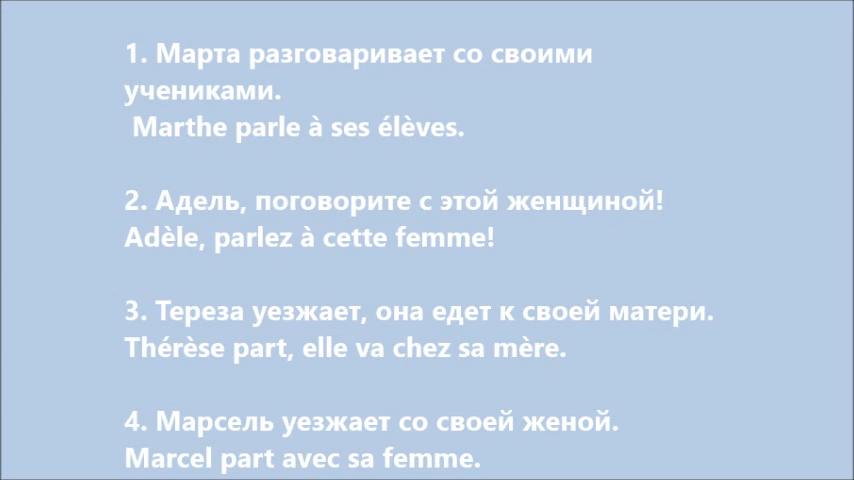 1. Марта разговаривает со своими
учениками.
Marthe parle à ses élèves.
2. Адель, поговорите с этой женщиной!
Adèle, parlez à cette femme!
3. Тереза уезжает, она едет к своей матери.
Thérèse part, elle va chez sa mère.
4. Марсель уезжает со своей женой.
Marcel part avec sa femme.